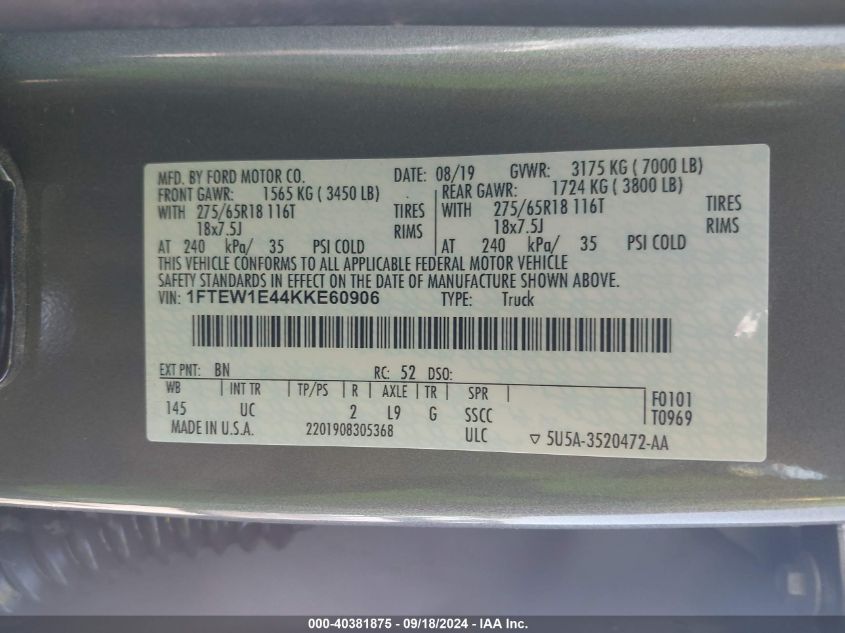 MFD. BY FORD MOTOR CO. DATE: 08/19 GVWR: 3175 KG ( 7000 LB)
FRONT GAWR: 1565 KG ( 3450 LB) REAR GAWR: 1724 KG ( 3800 LB)
WITH 275/65R18 116T TIRES WITH 275/65R18 116T TIRES
18x7.5J RIMS 18x7.5J RIMS
AT 240 kPa/ 35 PSI COLD AT 240 kPa/ 35 PSI COLD
THIS VEHICLE CONFORMS TO ALL APPLICABLE FEDERAL MOTOR VEHICLE
SAFETY STANDARDS IN EFFECT ON THE DATE OF MANUFACTURE SHOWN ABOVE.
VIN: 1FTEW1E44KKE60906 TYPE: Truck
EXT PNT: BN RC: 52 DSO:
WB INT TR TP/PS R AXLE TR SPR F0101
145 UC 2 L9 G SSCC T0969
MADE IN U.S.A. 2201908305368 ULC ▽ 5U5A-3520472-AA
000-40381875 - 09/18/2024 - IAA Inc.